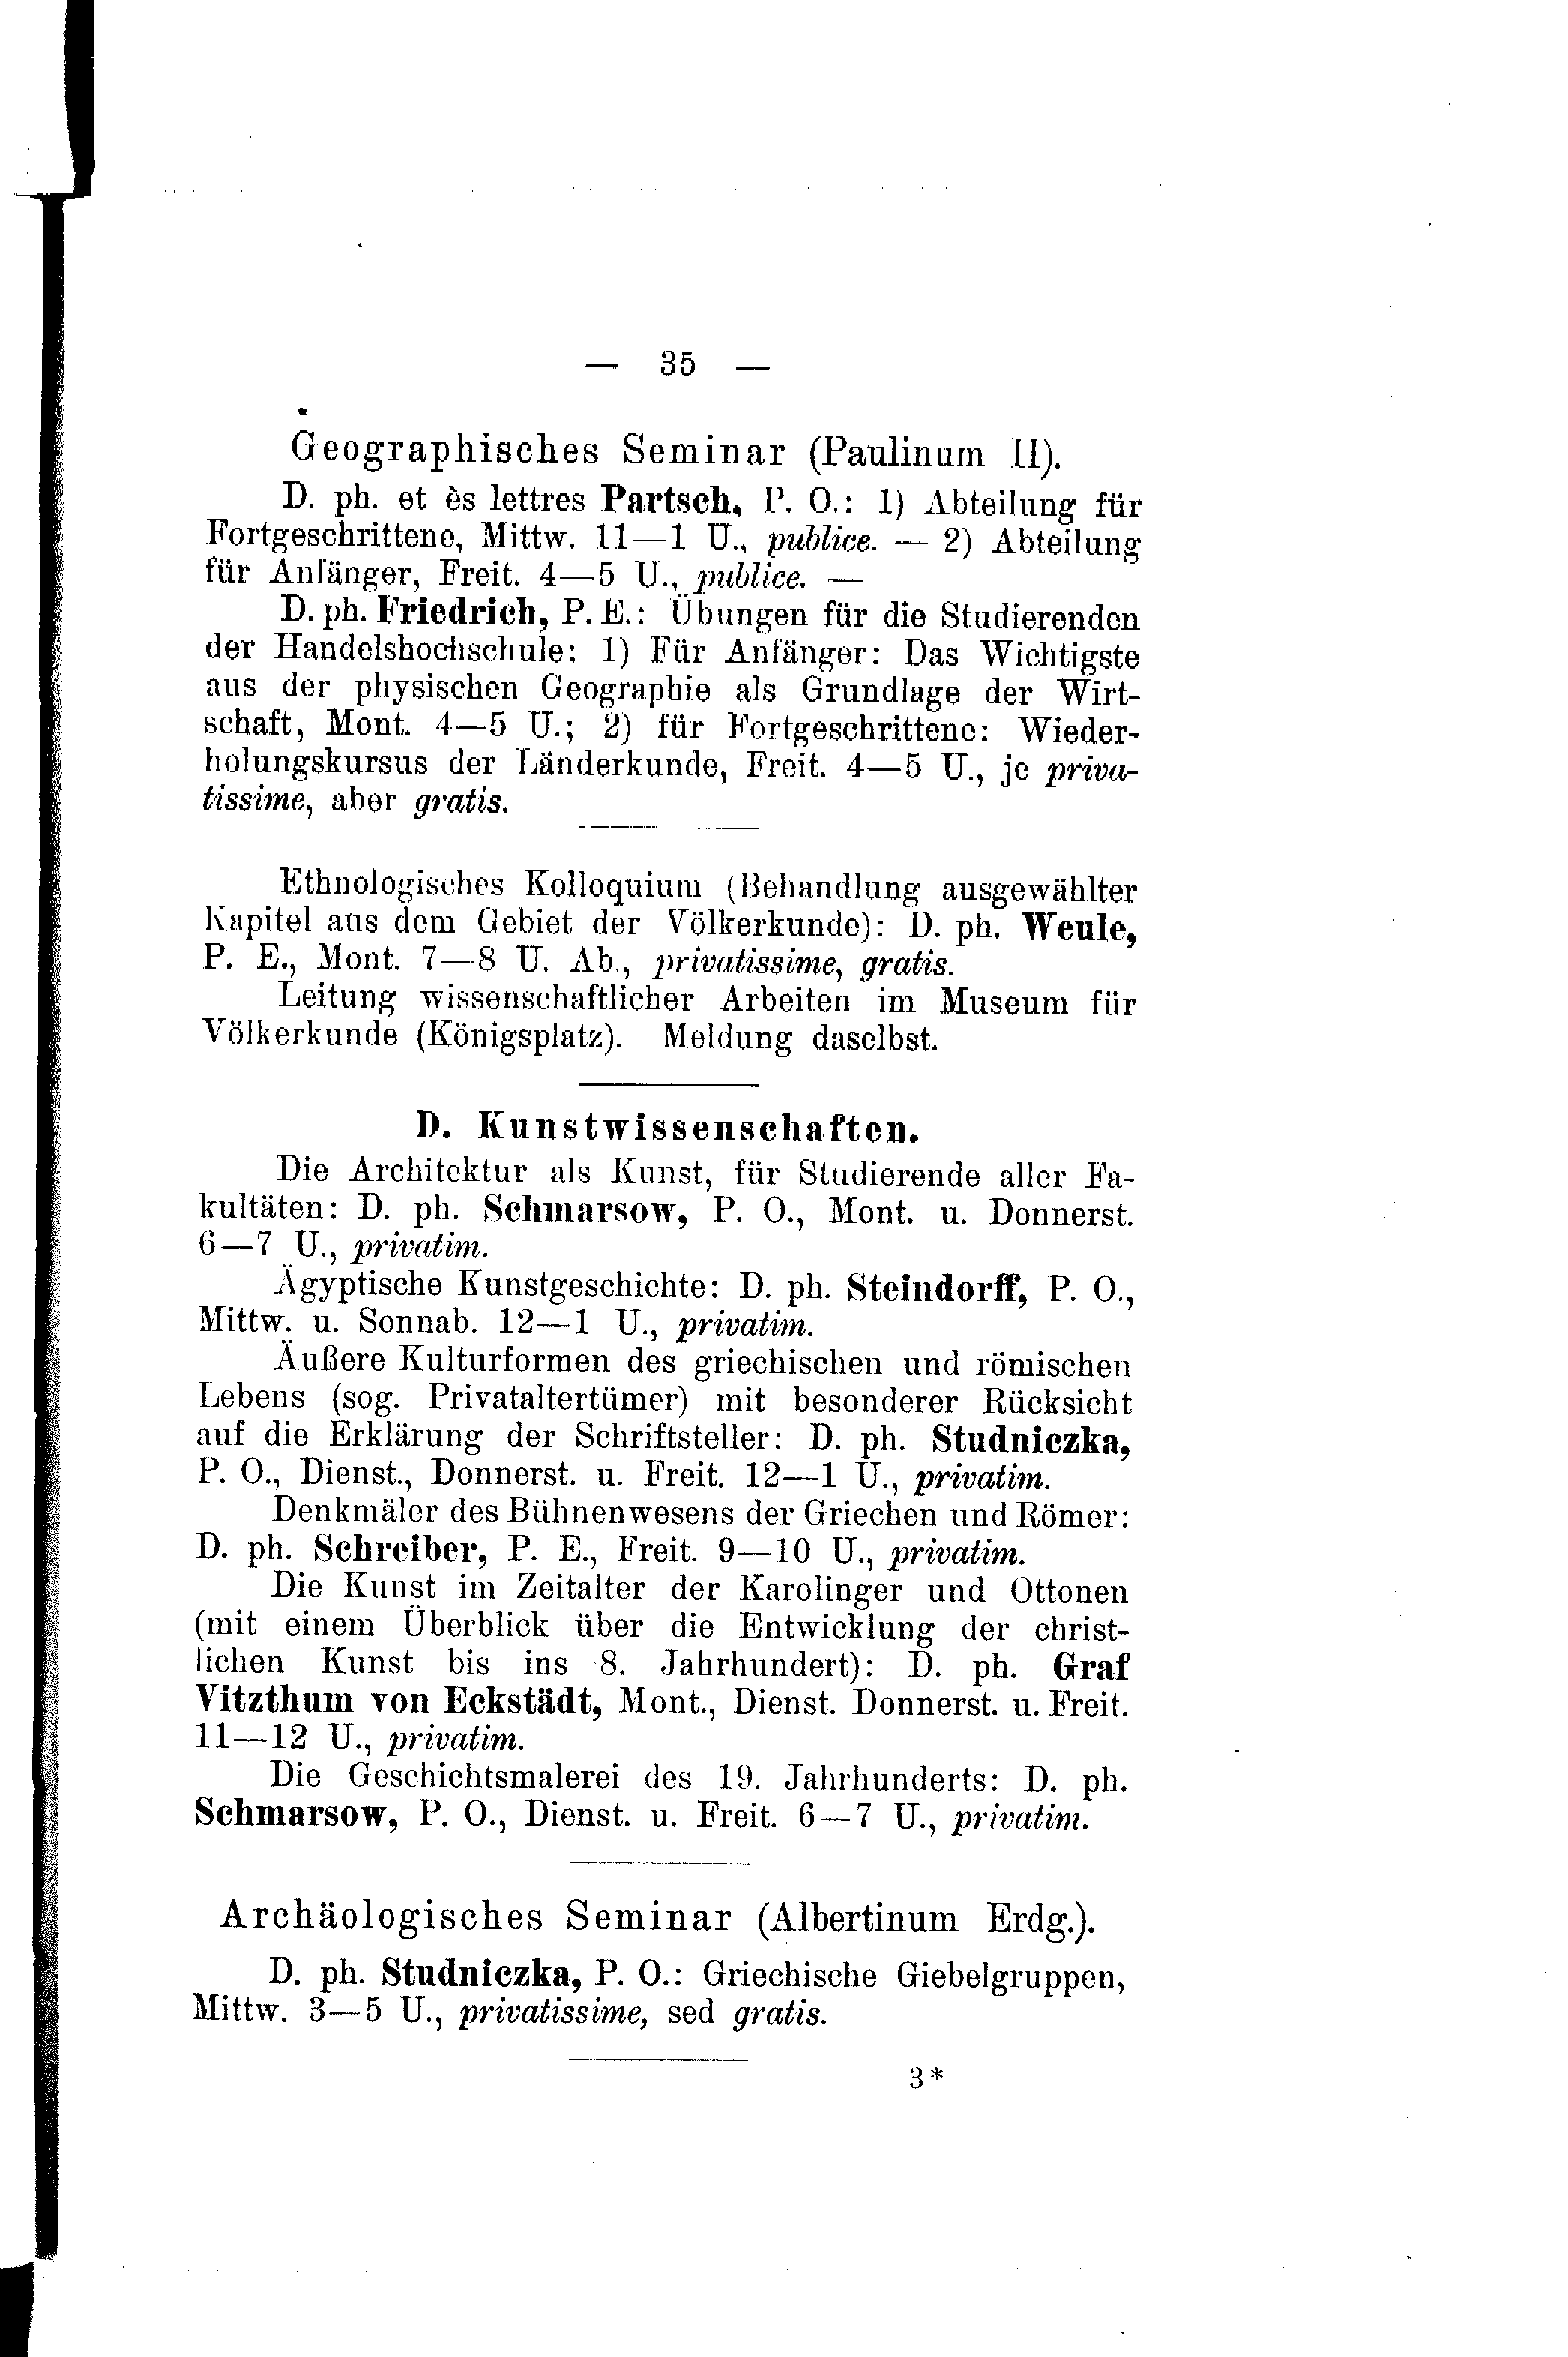 — 35 —
Geographisches Seminar (Paulinum II).
D. ph. et ès lettres Partsch, P. O.: 1) Abteilung für
Fortgeschrittene, Mittw. 11—1 U., publice. — 2) Abteilung
für Anfänger, Freit. 4—5 U., publice. —
D. ph. Friedrich, P. E.: Übungen für die Studierenden
der Handelshochschule: 1) Für Anfänger: Das Wichtigste
aus der physischen Geographie als Grundlage der Wirt-
schaft, Mont. 4—5 U.; 2) für Fortgeschrittene: Wieder-
holungskursus der Länderkunde, Freit. 4—5 U., je priva-
tissime, aber gratis.
Ethnologisches Kolloquium (Behandlung ausgewählter
Kapitel aus dem Gebiet der Völkerkunde): D. ph. Weule,
P. E., Mont. 7—8 U. Ab., privatissime, gratis.
Leitung wissenschaftlicher Arbeiten im Museum für
Völkerkunde (Königsplatz). Meldung daselbst.
D. Kunstwissenschaften.
Die Architektur als Kunst, für Studierende aller Fa-
kultäten: D. ph. Schmarsow, P. O., Mont. u. Donnerst.
6—7 U., privatim.
Ägyptische Kunstgeschichte: D. ph. Steindorff, P. O.,
Mittw. u. Sonnab. 12—1 U., privatim.
Äußere Kulturformen des griechischen und römischen
Lebens (sog. Privataltertümer) mit besonderer Rücksicht
auf die Erklärung der Schriftsteller: D. ph. Studniczka,
P. O., Dienst., Donnerst. u. Freit. 12—1 U., privatim.
Denkmäler des Bühnenwesens der Griechen und Römer:
D. ph. Schreiber, P. E., Freit. 9—10 U., privatim.
Die Kunst im Zeitalter der Karolinger und Ottonen
(mit einem Überblick über die Entwicklung der christ-
lichen Kunst bis ins 8. Jahrhundert): D. ph. Graf
Vitzthum von Eckstädt, Mont., Dienst. Donnerst. u. Freit.
11—12 U., privatim.
Die Geschichtsmalerei des 19. Jahrhunderts: D. ph.
Schmarsow, P. O., Dienst. u. Freit. 6—7 U., privatim.
Archäologisches Seminar (Albertinum Erdg.).
D. ph. Studniczka, P. O.: Griechische Giebelgruppen,
Mittw. 3—5 U., privatissime, sed gratis.
3*